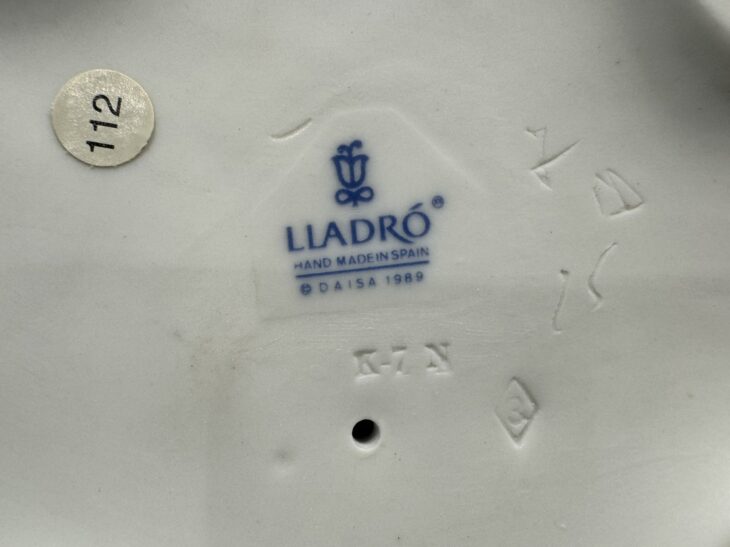 112
LLADRÓ®
HAND MADE IN SPAIN
© DAISA 1989
K-7 N